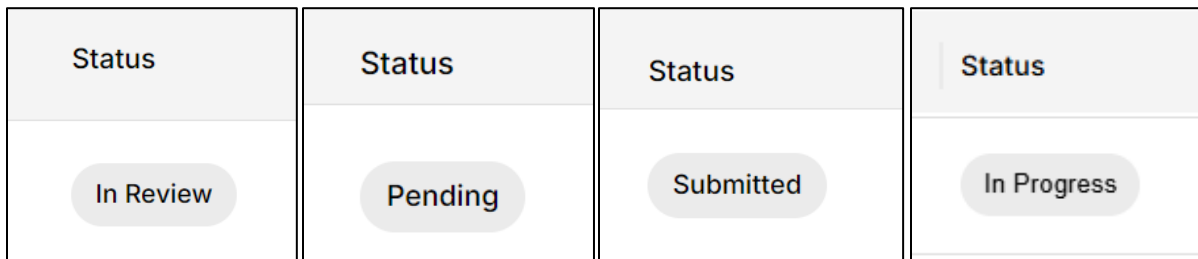 Status
In Review
Status
Pending
Status
Submitted
Status
In Progress